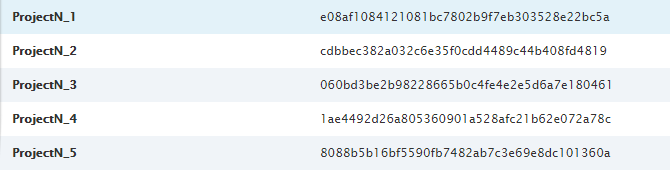 ProjectN_1 e08af1084121081bc7802b9f7eb303528e22bc5a
ProjectN_2 cdbbec382a032c6e35f0cdd4489c44b408fd4819
ProjectN_3 060bd3be2b98228665b0c4fe4e2e5d6a7e180461
ProjectN_4 1ae4492d26a805360901a528afc21b62e072a78c
ProjectN_5 8088b5b16bf5590fb7482ab7c3e69e8dc101360a